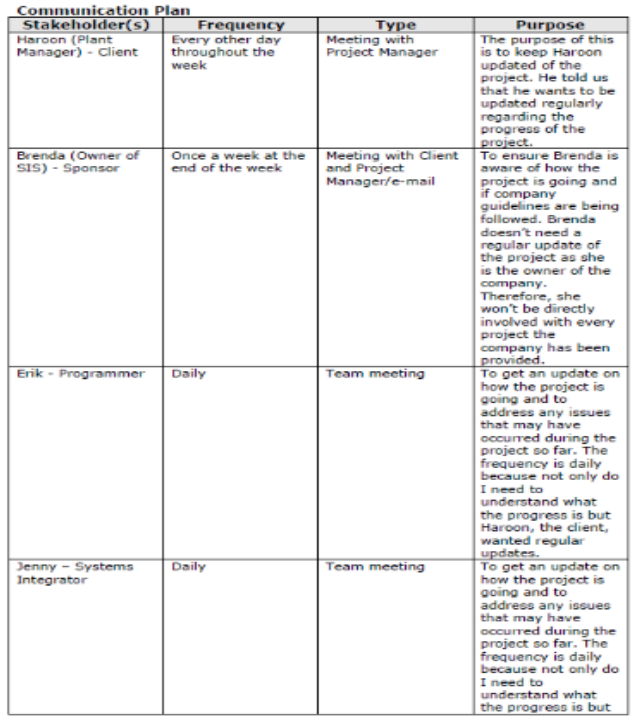 Communication Plan
Stakeholder(s) Frequency Type Purpose
Haroon (Plant
Manager) - Client
Every other day
throughout the
week
Meeting with
Project Manager
The purpose of this
is to keep Haroon
updated of the
project. He told us
that he wants to be
updated regularly
regarding the
progress of the
project.
Brenda (Owner of
SIS) - Sponsor
Once a week at the
end of the week
Meeting with Client
and Project
Manager/e-mail
To ensure Brenda is
aware of how the
project is going and
if company
guidelines are being
followed. Brenda
doesn't need a
regular update of
the project as she
is the owner of the
company.
Therefore, she
won't be directly
involved with every
project the
company has been
provided.
Erik - Programmer
Daily
Team meeting
To get an update on
how the project is
going and to
address any issues
that may have
occurred during the
project so far. The
frequency is daily
because not only do
I need to
understand what
the progress is but
Haroon, the client,
wanted regular
updates.
Jenny – Systems
Integrator
Daily
Team meeting
To get an update on
how the project is
going and to
address any issues
that may have
occurred during the
project so far. The
frequency is daily
because not only do
I need to
understand what
the progress is but